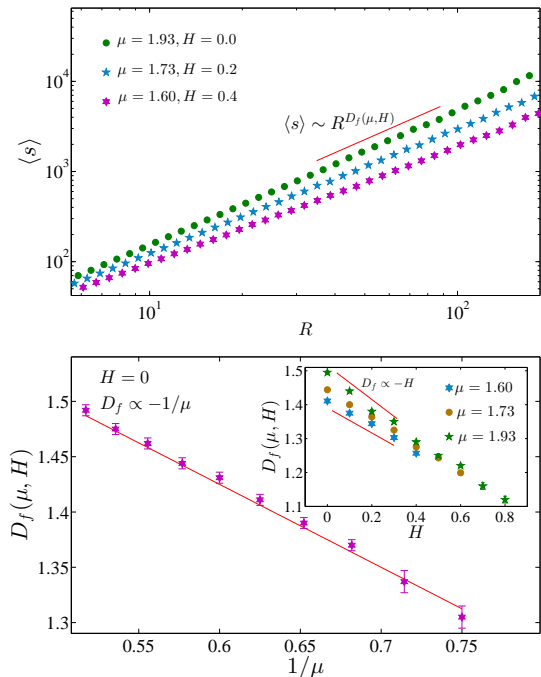 10^4
10^3
10^2
⟨s⟩
μ = 1.93, H = 0.0
μ = 1.73, H = 0.2
μ = 1.60, H = 0.4
⟨s⟩ ∼ R^{D_f(μ,H)}
10^1
10^2
R
H = 0
D_f ∝ −1/μ
1.5
1.45
1.4
1.35
1.3
D_f(μ, H)
0.55
0.6
0.65
0.7
0.75
1/μ
1.5
1.4
1.3
1.2
1.1
D_f(μ, H)
D_f ∝ −H
μ = 1.60
μ = 1.73
μ = 1.93
0
0.2
0.4
0.6
0.8
H